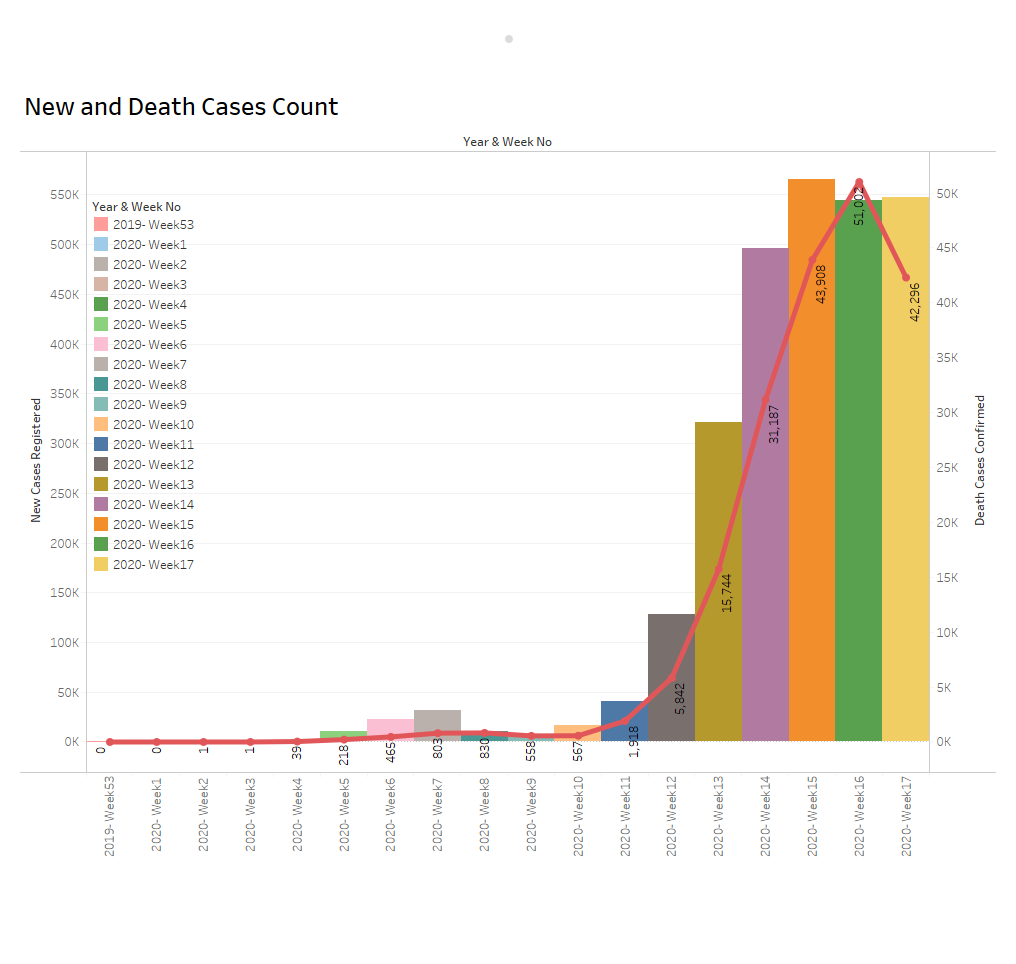 New and Death Cases Count
Year & Week No
550K
500K
450K
400K
350K
300K
250K
200K
150K
100K
50K
0K
New Cases Registered
Year & Week No
2019- Week53
2020- Week1
2020- Week2
2020- Week3
2020- Week4
2020- Week5
2020- Week6
2020- Week7
2020- Week8
2020- Week9
2020- Week10
2020- Week11
2020- Week12
2020- Week13
2020- Week14
2020- Week15
2020- Week16
2020- Week17
0
0
1
1
39
218
465
803
830
558
567
1,918
5,842
15,744
31,187
43,908
51,002
42,296
50K
45K
40K
35K
30K
25K
20K
15K
10K
5K
0K
Death Cases Confirmed
2019- Week53
2020- Week1
2020- Week2
2020- Week3
2020- Week4
2020- Week5
2020- Week6
2020- Week7
2020- Week8
2020- Week9
2020- Week10
2020- Week11
2020- Week12
2020- Week13
2020- Week14
2020- Week15
2020- Week16
2020- Week17